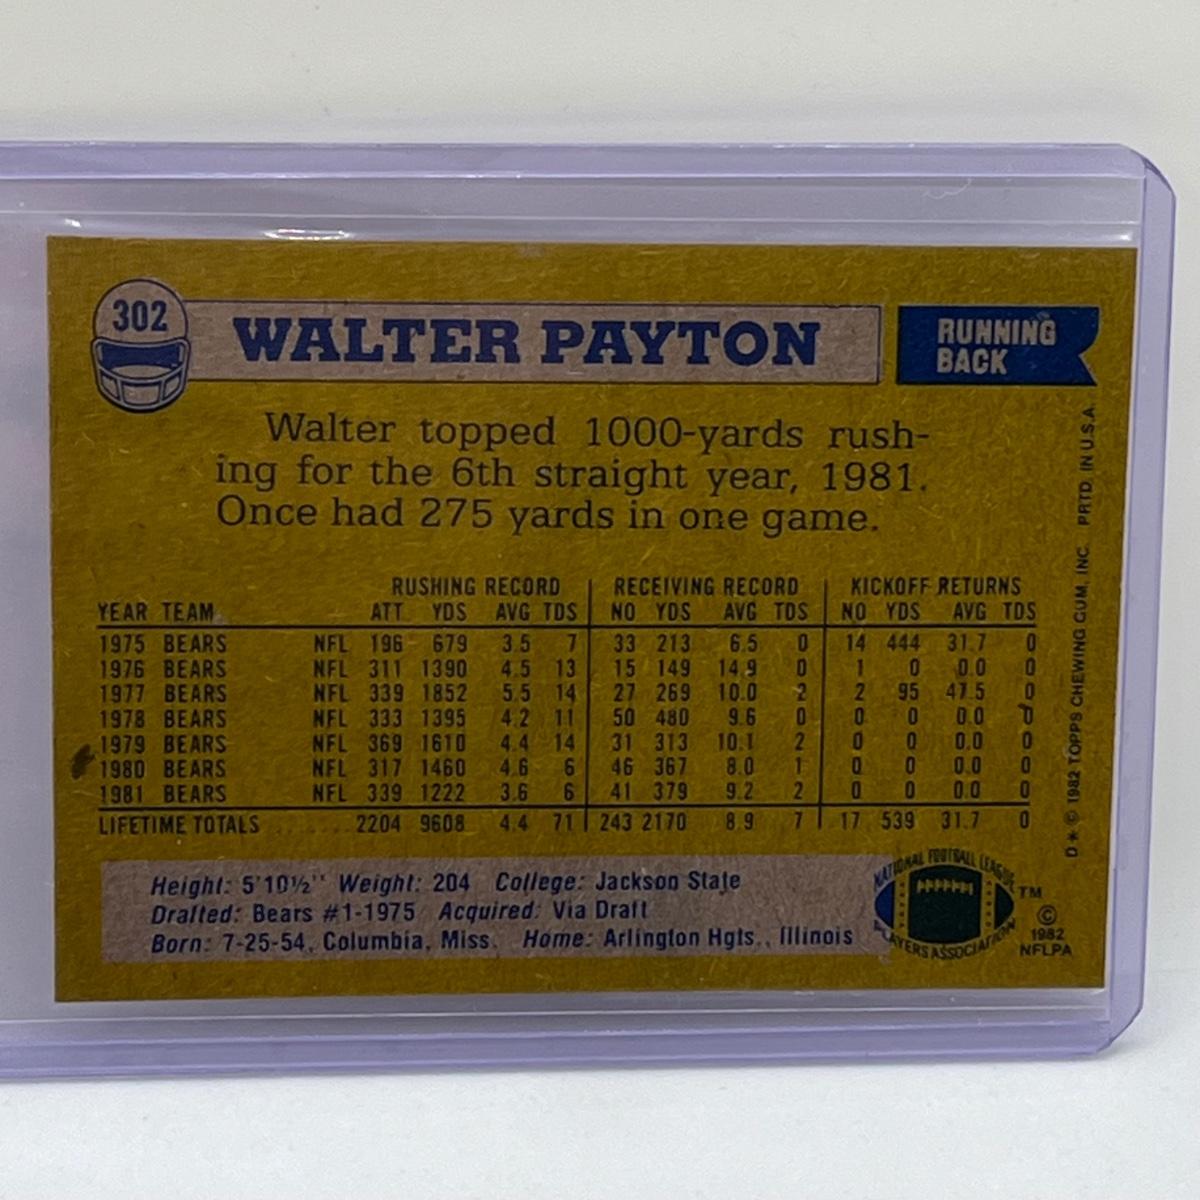 302
WALTER PAYTON
RUNNING
BACK
Walter topped 1000-yards rush-
ing for the 6th straight year, 1981.
Once had 275 yards in one game.
RUSHING RECORD RECEIVING RECORD KICKOFF RETURNS
YEAR TEAM ATT YDS AVG TDS NO YDS AVG TDS NO YDS AVG TDS
1975 BEARS NFL 196 679 3.5 7 33 213 6.5 0 14 444 31.7 0
1976 BEARS NFL 311 1390 4.5 13 15 149 14.9 0 1 0 0.0 0
1977 BEARS NFL 339 1852 5.5 14 27 269 10.0 2 2 95 47.5 0
1978 BEARS NFL 333 1395 4.2 11 50 480 9.6 0 0 0 0.0 0
1979 BEARS NFL 369 1610 4.4 14 31 313 10.1 2 0 0 0.0 0
1980 BEARS NFL 317 1460 4.6 6 46 367 8.0 1 0 0 0.0 0
1981 BEARS NFL 339 1222 3.6 6 41 379 9.2 2 0 0 0.0 0
LIFETIME TOTALS ........ 2204 9608 4.4 71 243 2170 8.9 7 17 539 31.7 0
Height: 5'10½" Weight: 204 College: Jackson State
Drafted: Bears #1-1975 Acquired: Via Draft
Born: 7-25-54, Columbia, Miss. Home: Arlington Hgts., Illinois
NATIONAL FOOTBALL LEAGUE
PLAYERS ASSOCIATION
TM
©
1982
NFLPA
D* © 1982 TOPPS CHEWING GUM, INC. PRTD. IN U.S.A.